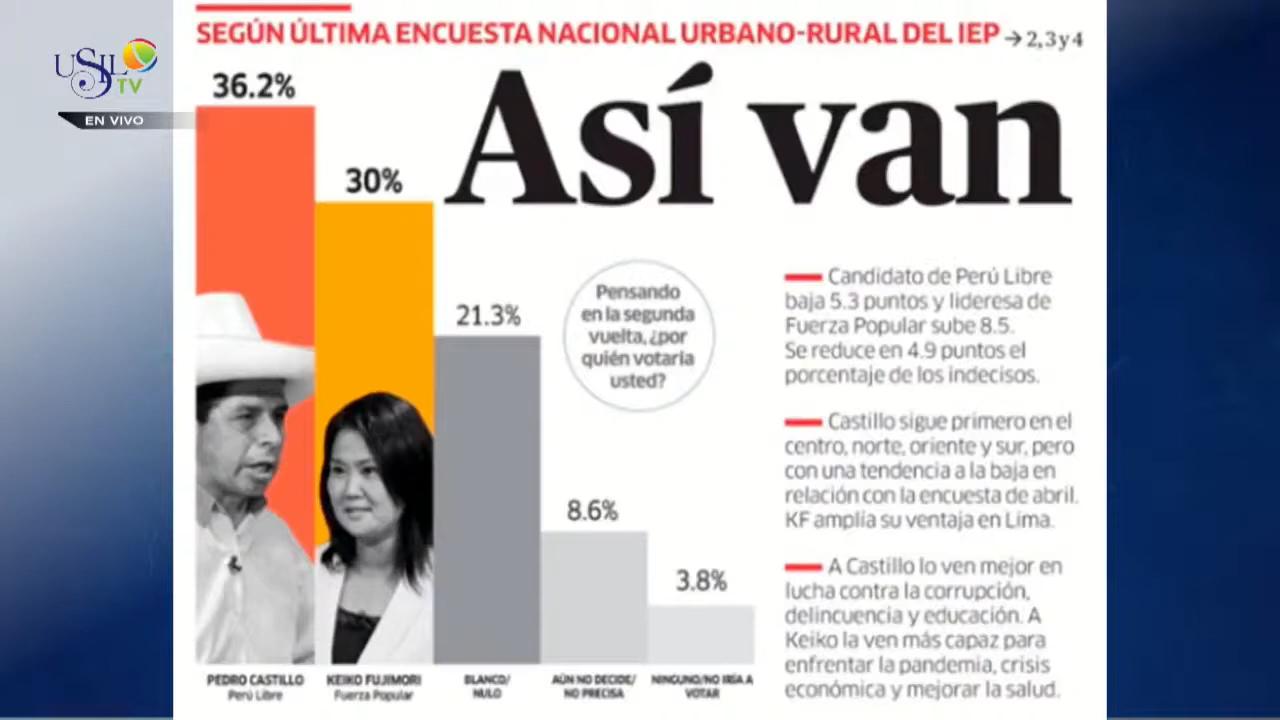 USIL
TV
EN VIVO
SEGÚN ÚLTIMA ENCUESTA NACIONAL URBANO-RURAL DEL IEP → 2, 3 y 4
Así van
36.2%
30%
21.3%
8.6%
3.8%
Pensando
en la segunda
vuelta, ¿por
quién votaría
usted?
PEDRO CASTILLO
Perú Libre
KEIKO FUJIMORI
Fuerza Popular
BLANCO/
NULO
AÚN NO DECIDE/
NO PRECISA
NINGUNO/NO IRÍA A
VOTAR
Candidato de Perú Libre
baja 5.3 puntos y lideresa de
Fuerza Popular sube 8.5.
Se reduce en 4.9 puntos el
porcentaje de los indecisos.
Castillo sigue primero en el
centro, norte, oriente y sur, pero
con una tendencia a la baja en
relación con la encuesta de abril.
KF amplía su ventaja en Lima.
A Castillo lo ven mejor en
lucha contra la corrupción,
delincuencia y educación. A
Keiko la ven más capaz para
enfrentar la pandemia, crisis
económica y mejorar la salud.